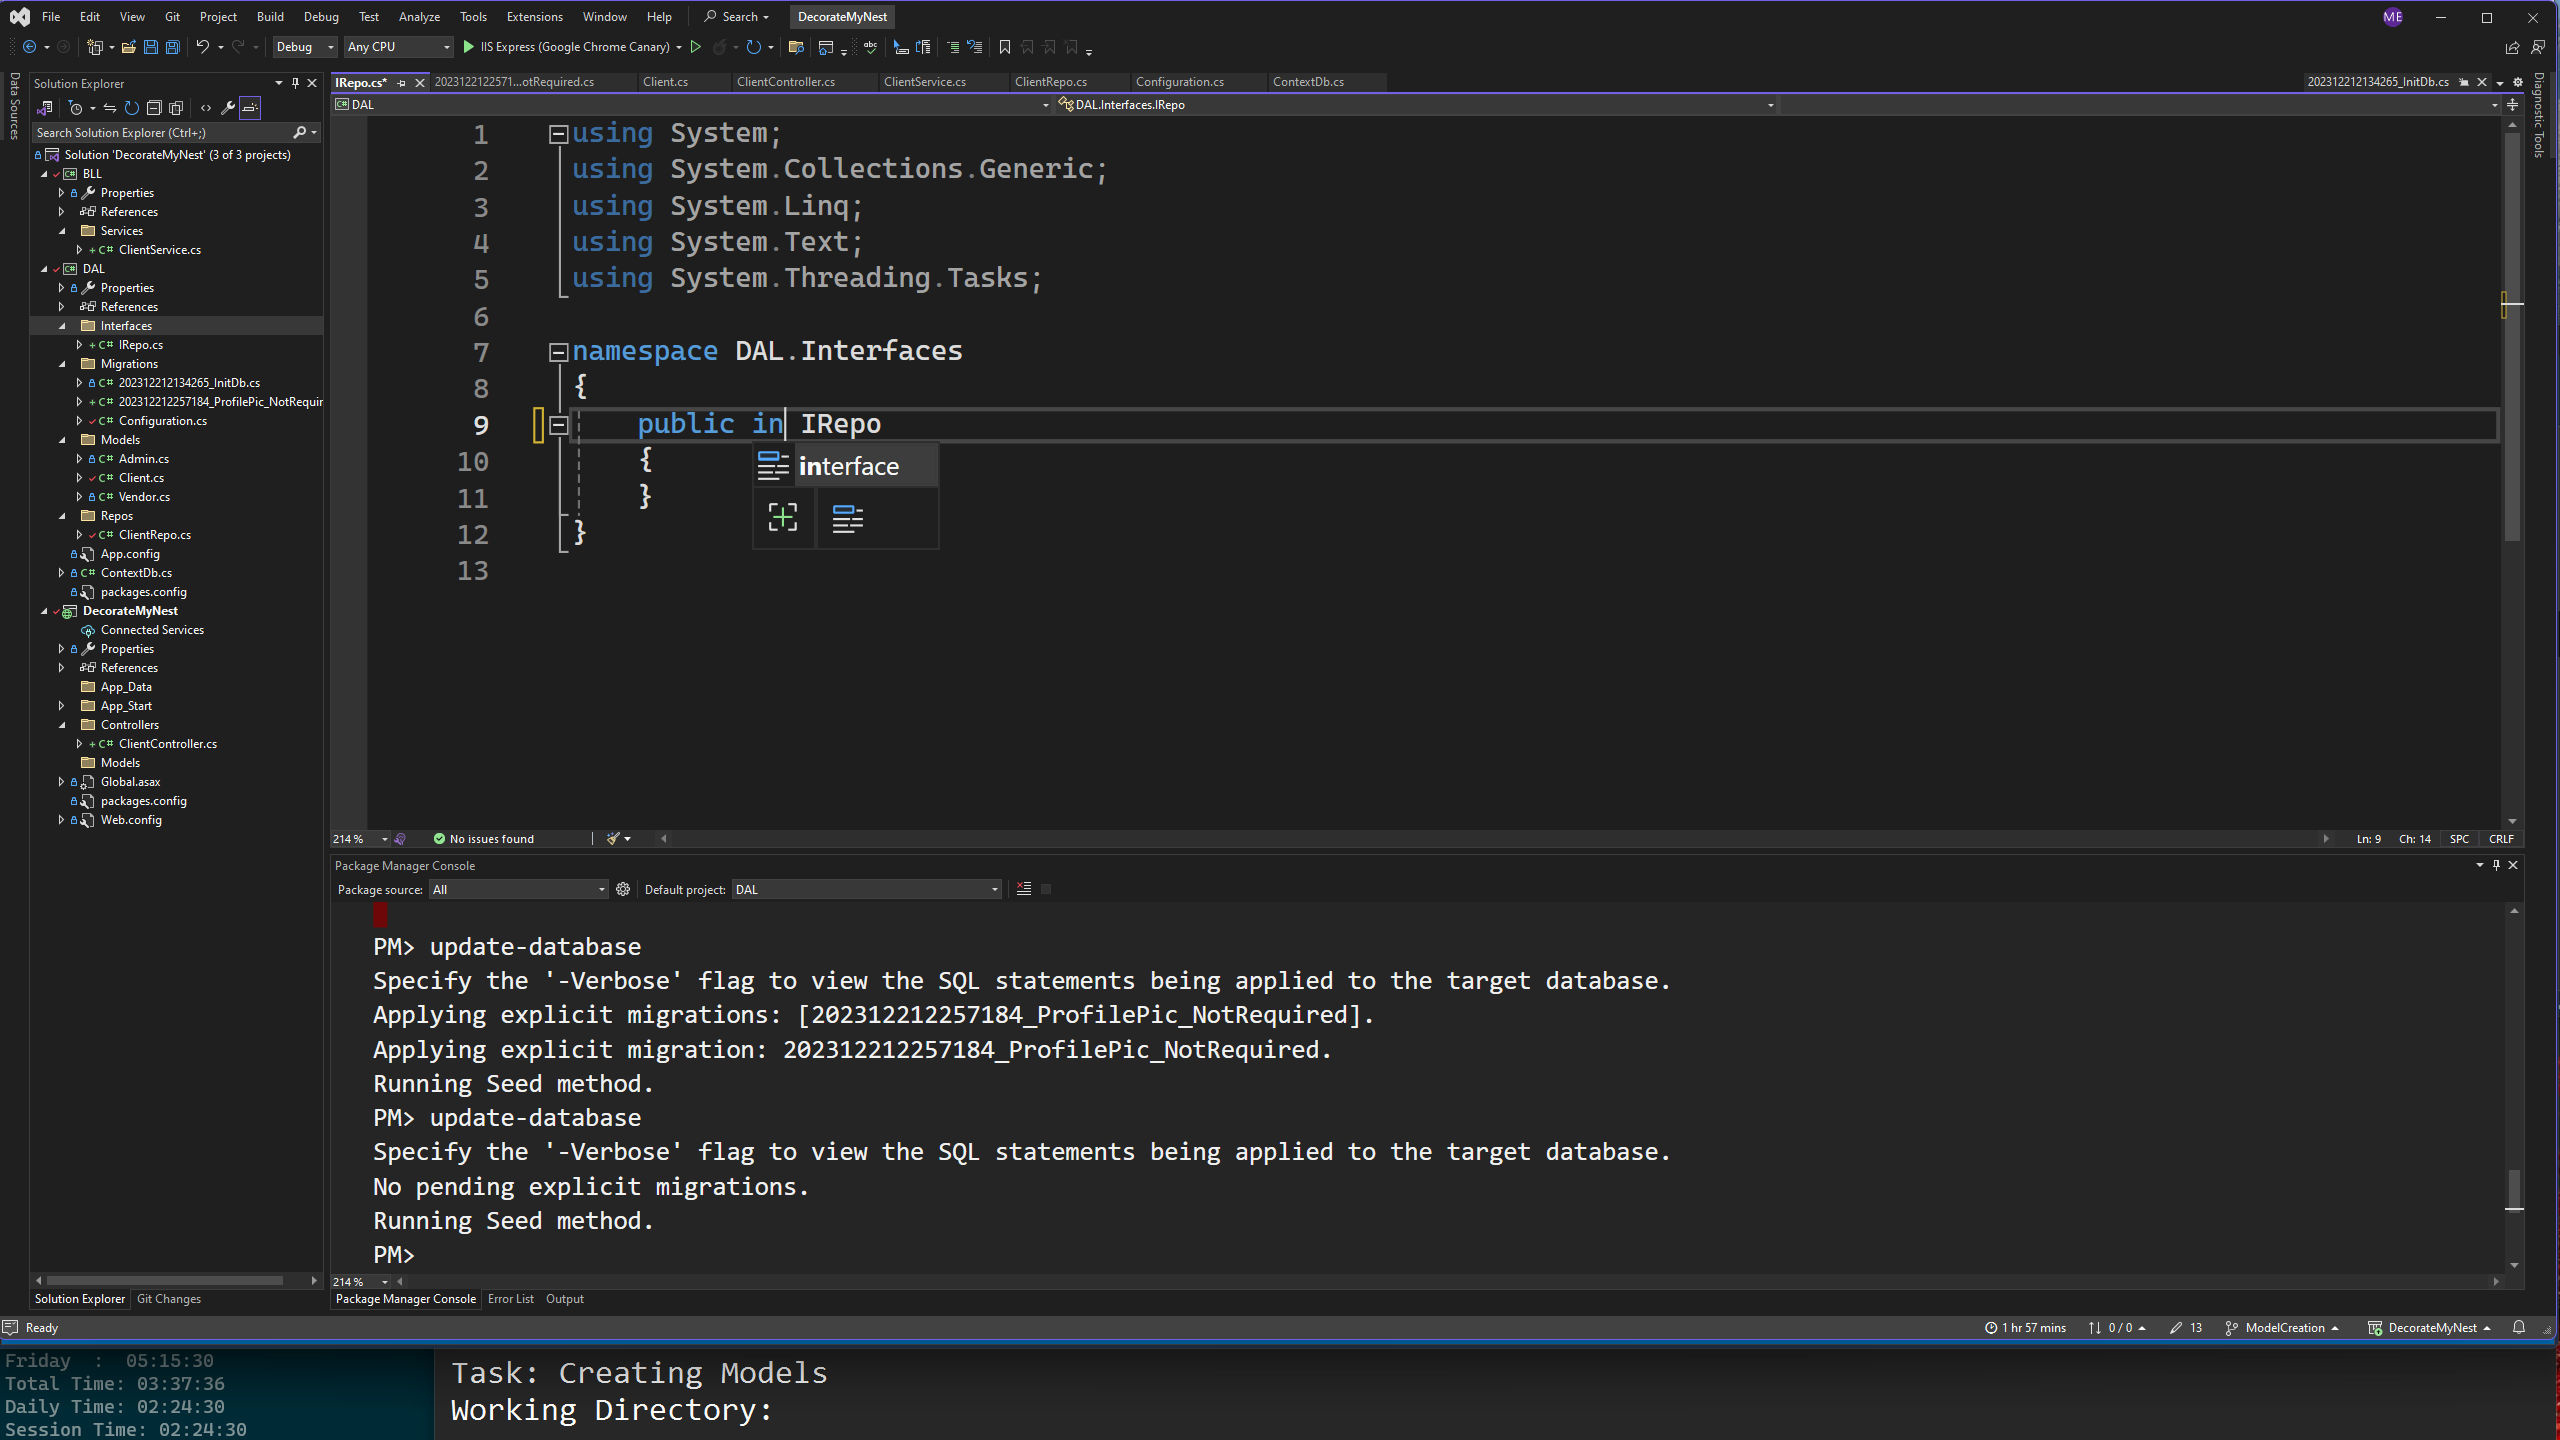 File Edit View Git Project Build Debug Test Analyze Tools Extensions Window Help Search DecorateMyNest ME
Debug Any CPU IIS Express (Google Chrome Canary)
Data Sources
Solution Explorer
Search Solution Explorer (Ctrl+;)
Solution 'DecorateMyNest' (3 of 3 projects)
BLL
Properties
References
Services
C# ClientService.cs
DAL
Properties
References
Interfaces
C# IRepo.cs
Migrations
C# 202312212134265_InitDb.cs
C# 202312212257184_ProfilePic_NotRequir
C# Configuration.cs
Models
C# Admin.cs
C# Client.cs
C# Vendor.cs
Repos
C# ClientRepo.cs
App.config
C# ContextDb.cs
packages.config
DecorateMyNest
Connected Services
Properties
References
App_Data
App_Start
Controllers
C# ClientController.cs
Models
Global.asax
packages.config
Web.config
Solution Explorer Git Changes
IRepo.cs* 2023122122571...otRequired.cs Client.cs ClientController.cs ClientService.cs ClientRepo.cs Configuration.cs ContextDb.cs 202312212134265_InitDb.cs
C# DAL DAL.Interfaces.IRepo
Diagnostic Tools
1 using System;
2 using System.Collections.Generic;
3 using System.Linq;
4 using System.Text;
5 using System.Threading.Tasks;
6
7 namespace DAL.Interfaces
8 {
9 public in IRepo
10 {
interface
11 }
12 }
13
214 % No issues found Ln: 9 Ch: 14 SPC CRLF
Package Manager Console
Package source: All Default project: DAL
PM> update-database
Specify the '-Verbose' flag to view the SQL statements being applied to the target database.
Applying explicit migrations: [202312212257184_ProfilePic_NotRequired].
Applying explicit migration: 202312212257184_ProfilePic_NotRequired.
Running Seed method.
PM> update-database
Specify the '-Verbose' flag to view the SQL statements being applied to the target database.
No pending explicit migrations.
Running Seed method.
PM>
214 %
Package Manager Console Error List Output
Ready 1 hr 57 mins 0 / 0 13 ModelCreation DecorateMyNest
Friday : 05:15:30
Total Time: 03:37:36
Daily Time: 02:24:30
Session Time: 02:24:30
Task: Creating Models
Working Directory: